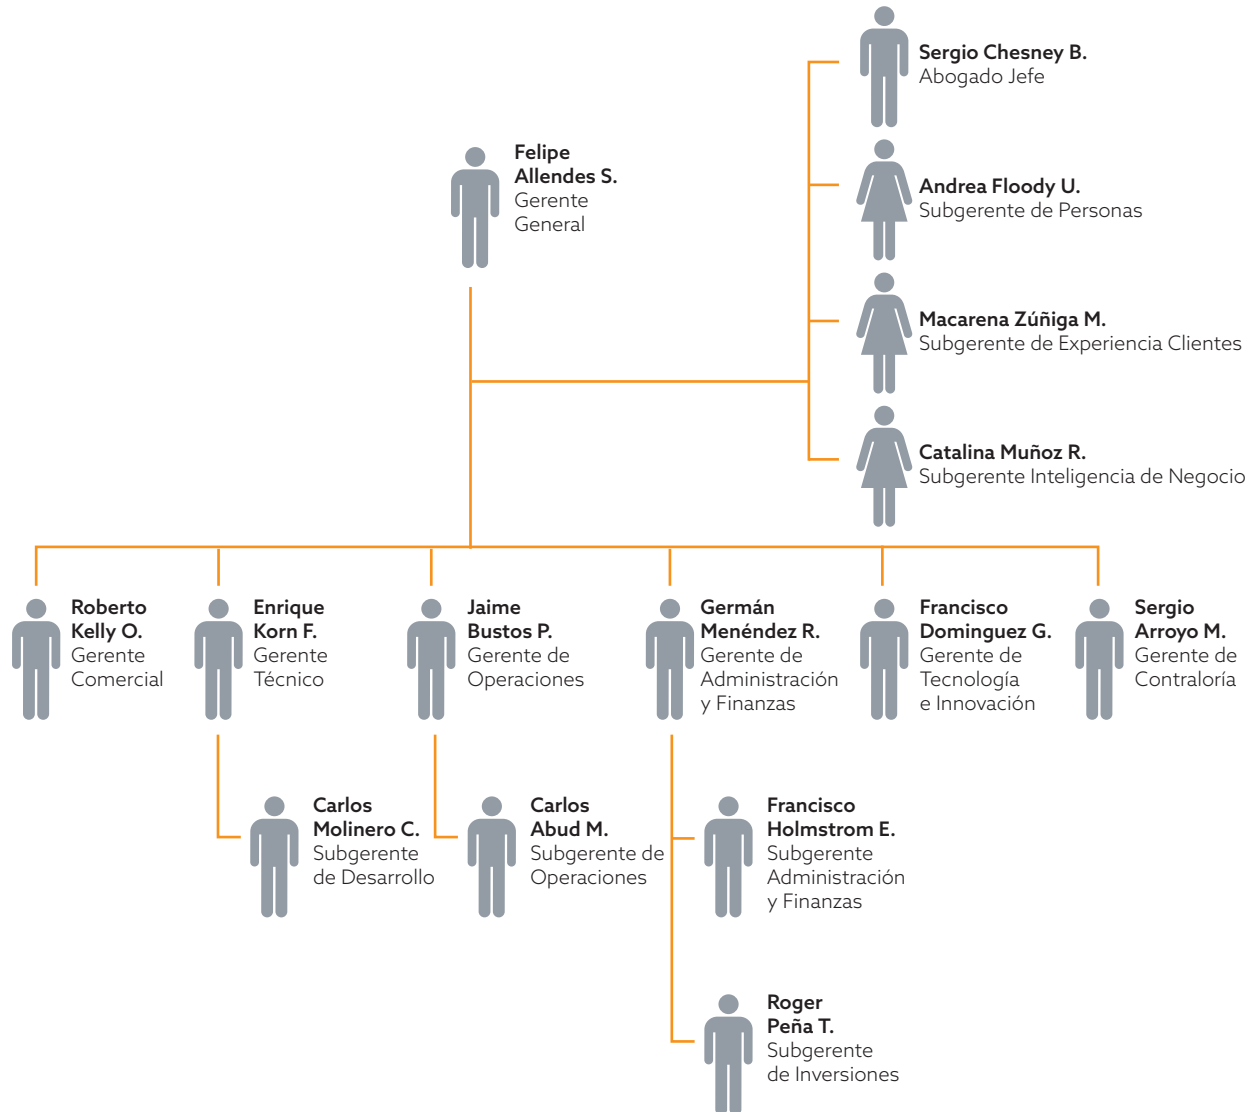 Sergio Chesney B.
Abogado Jefe
Felipe
Allendes S.
Gerente
General
Andrea Floody U.
Subgerente de Personas
Macarena Zúñiga M.
Subgerente de Experiencia Clientes
Catalina Muñoz R.
Subgerente Inteligencia de Negocio
Roberto
Kelly O.
Gerente
Comercial
Enrique
Korn F.
Gerente
Técnico
Jaime
Bustos P.
Gerente de
Operaciones
Germán
Menéndez R.
Gerente de
Administración
y Finanzas
Francisco
Dominguez G.
Gerente de
Tecnología
e Innovación
Sergio
Arroyo M.
Gerente de
Contraloría
Carlos
Molinero C.
Subgerente
de Desarrollo
Carlos
Abud M.
Subgerente de
Operaciones
Francisco
Holmstrom E.
Subgerente
Administración
y Finanzas
Roger
Peña T.
Subgerente
de Inversiones